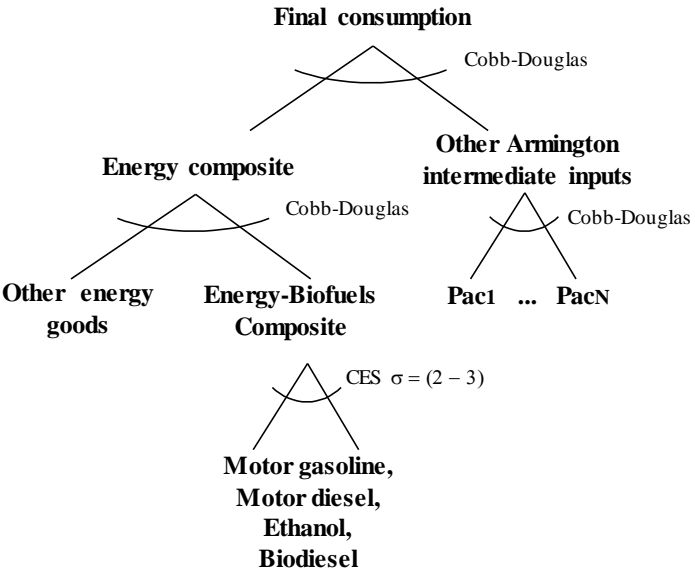 Final consumption
Cobb-Douglas
Energy composite
Other Armington
intermediate inputs
Cobb-Douglas
Cobb-Douglas
Other energy
goods
Energy-Biofuels
Composite
Pac1 ... PacN
CES σ = (2 − 3)
Motor gasoline,
Motor diesel,
Ethanol,
Biodiesel